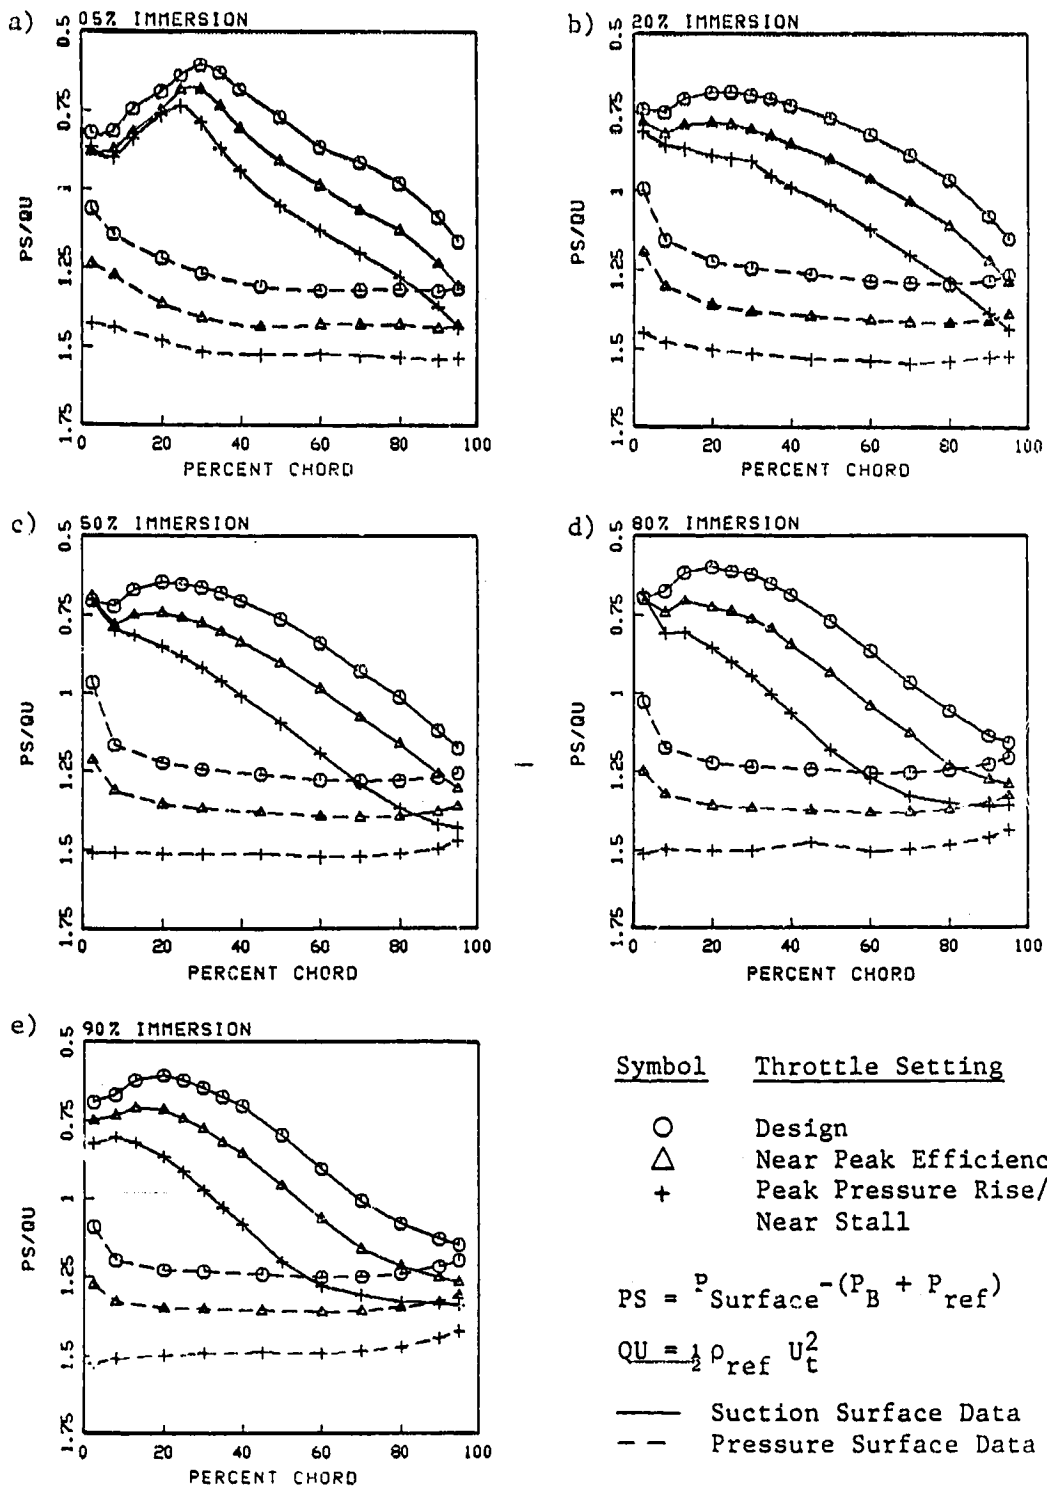 a) 05% IMMERSION
0.5
0.75
1
1.25
1.5
1.75
PS/QU
0 20 40 60 80 100
PERCENT CHORD
b) 20% IMMERSION
0.5
0.75
1
1.25
1.5
1.75
PS/QU
0 20 40 60 80 100
PERCENT CHORD
c) 50% IMMERSION
0.5
0.75
1
1.25
1.5
1.75
PS/QU
0 20 40 60 80 100
PERCENT CHORD
d) 80% IMMERSION
0.5
0.75
1
1.25
1.5
1.75
PS/QU
0 20 40 60 80 100
PERCENT CHORD
e) 90% IMMERSION
0.5
0.75
1
1.25
1.5
1.75
PS/QU
0 20 40 60 80 100
PERCENT CHORD
Symbol Throttle Setting
○ Design
△ Near Peak Efficienc
+ Peak Pressure Rise/
Near Stall
PS = P_Surface-(P_B + P_ref)
QU = 1/2 ρ_ref U_t^2
—— Suction Surface Data
– – Pressure Surface Data